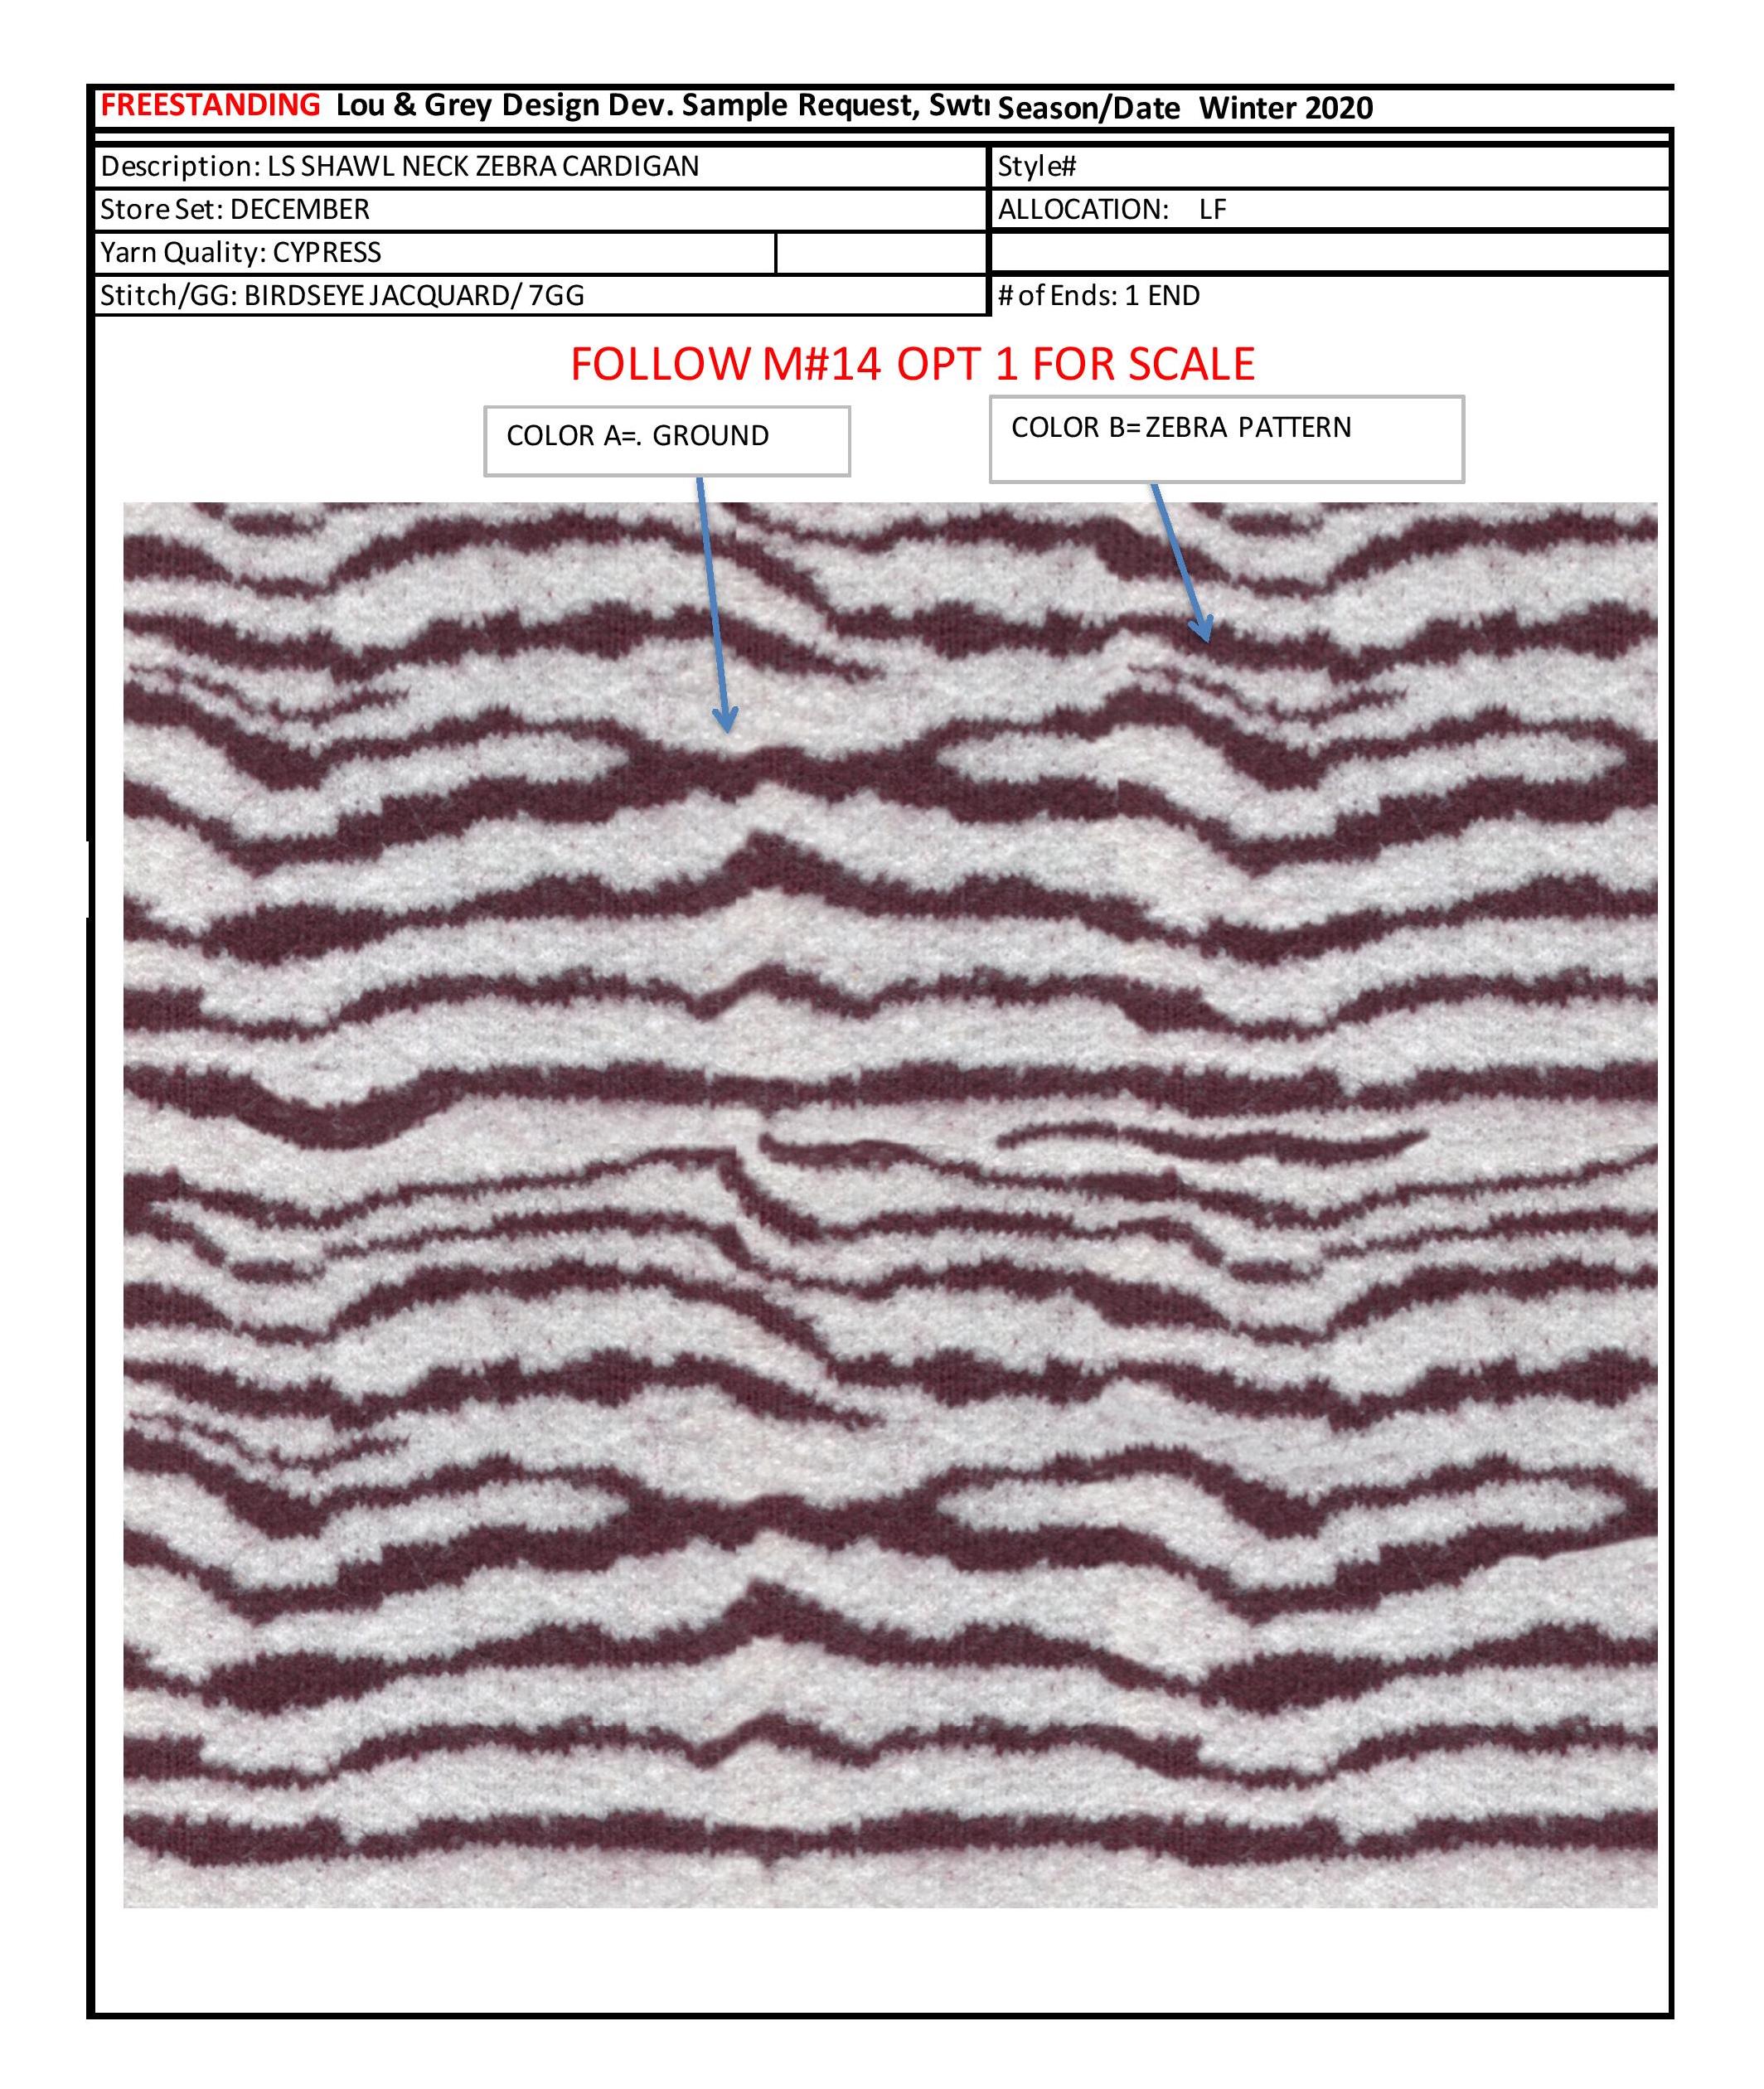 FREESTANDING Lou & Grey Design Dev. Sample Request, Swtr Season/Date Winter 2020
Description: LS SHAWL NECK ZEBRA CARDIGAN Style#
Store Set: DECEMBER ALLOCATION: LF
Yarn Quality: CYPRESS
Stitch/GG: BIRDSEYE JACQUARD/ 7GG # of Ends: 1 END
FOLLOW M#14 OPT 1 FOR SCALE
COLOR A=. GROUND COLOR B= ZEBRA PATTERN